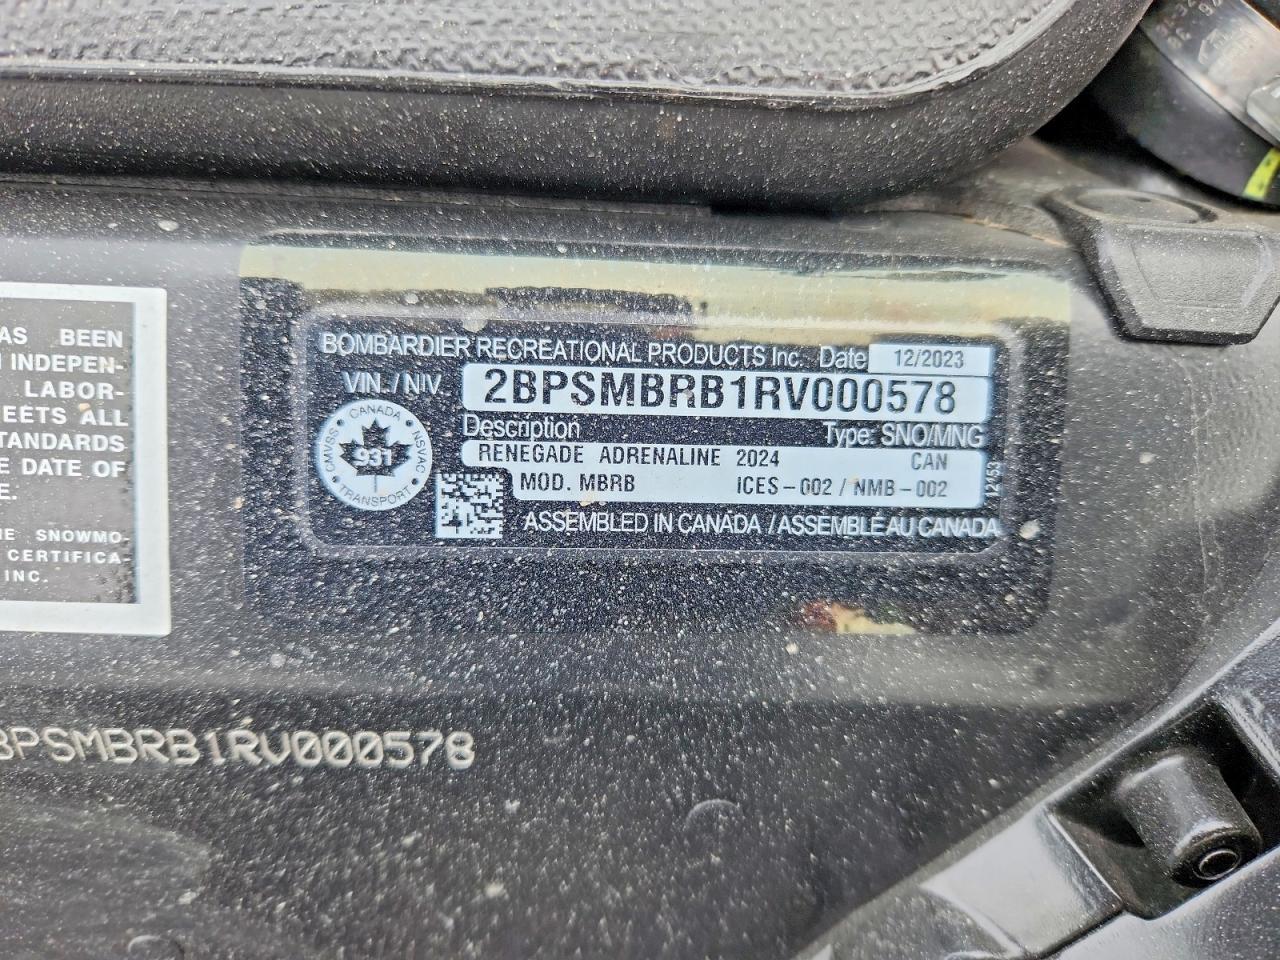 AS BEEN
INDEPEN-
LABOR-
EETS ALL
TANDARDS
E DATE OF
E.
IE SNOWMO-
CERTIFICA-
INC.
BOMBARDIER RECREATIONAL PRODUCTS Inc. Date 12/2023
VIN./NIV. 2BPSMBRB1RV000578
Description Type: SNO/MNG
RENEGADE ADRENALINE 2024 CAN
MOD. MBRB ICES-002 / NMB-002
ASSEMBLED IN CANADA / ASSEMBLÉ AU CANADA
1253
CANADA
CMVSS · NSVAC
931
TRANSPORT
BPSMBRB1RV000578